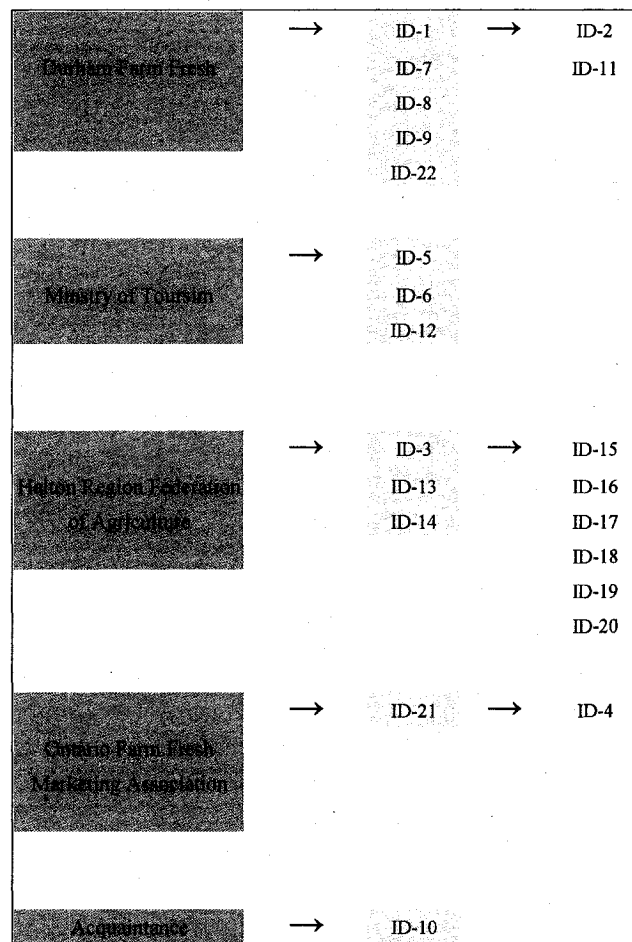 Durham Farm Fresh → ID-1 → ID-2
ID-7 ID-11
ID-8
ID-9
ID-22
Minstry of Toursim → ID-5
ID-6
ID-12
Halton Region Federation of Agriculture → ID-3 → ID-15
ID-13 ID-16
ID-14 ID-17
ID-18
ID-19
ID-20
Ontario Farm Fresh Marketing Association → ID-21 → ID-4
Acquaintance → ID-10